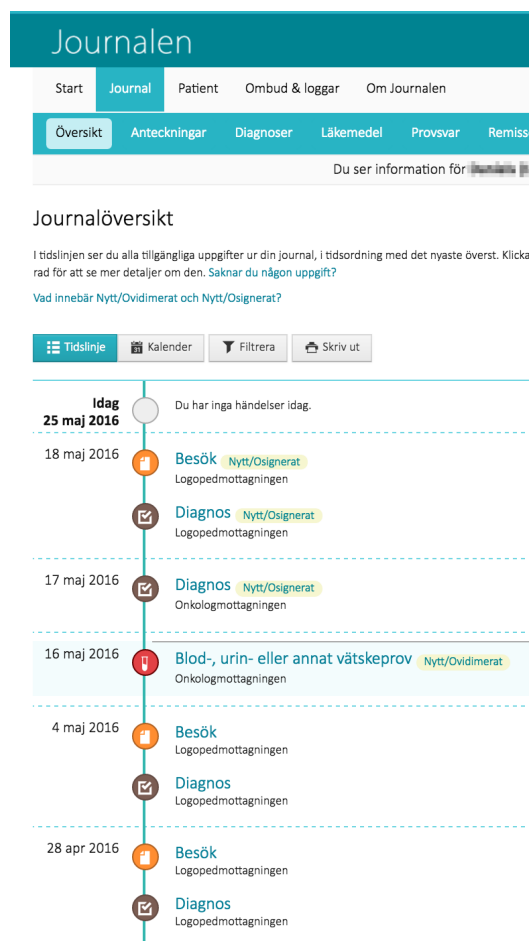 Journalen
Start Journal Patient Ombud & loggar Om Journalen
Översikt Anteckningar Diagnoser Läkemedel Provsvar Remiss
Du ser information för
Journalöversikt
I tidslinjen ser du alla tillgängliga uppgifter ur din journal, i tidsordning med det nyaste överst. Klicka
rad för att se mer detaljer om den. Saknar du någon uppgift?
Vad innebär Nytt/Ovidimerat och Nytt/Osignerat?
Tidslinje 31 Kalender Filtrera Skriv ut
Idag
25 maj 2016
Du har inga händelser idag.
18 maj 2016
Besök Nytt/Osignerat
Logopedmottagningen
Diagnos Nytt/Osignerat
Logopedmottagningen
17 maj 2016
Diagnos Nytt/Osignerat
Onkologmottagningen
16 maj 2016
Blod-, urin- eller annat vätskeprov Nytt/Ovidimerat
Onkologmottagningen
4 maj 2016
Besök
Logopedmottagningen
Diagnos
Logopedmottagningen
28 apr 2016
Besök
Logopedmottagningen
Diagnos
Logopedmottagningen